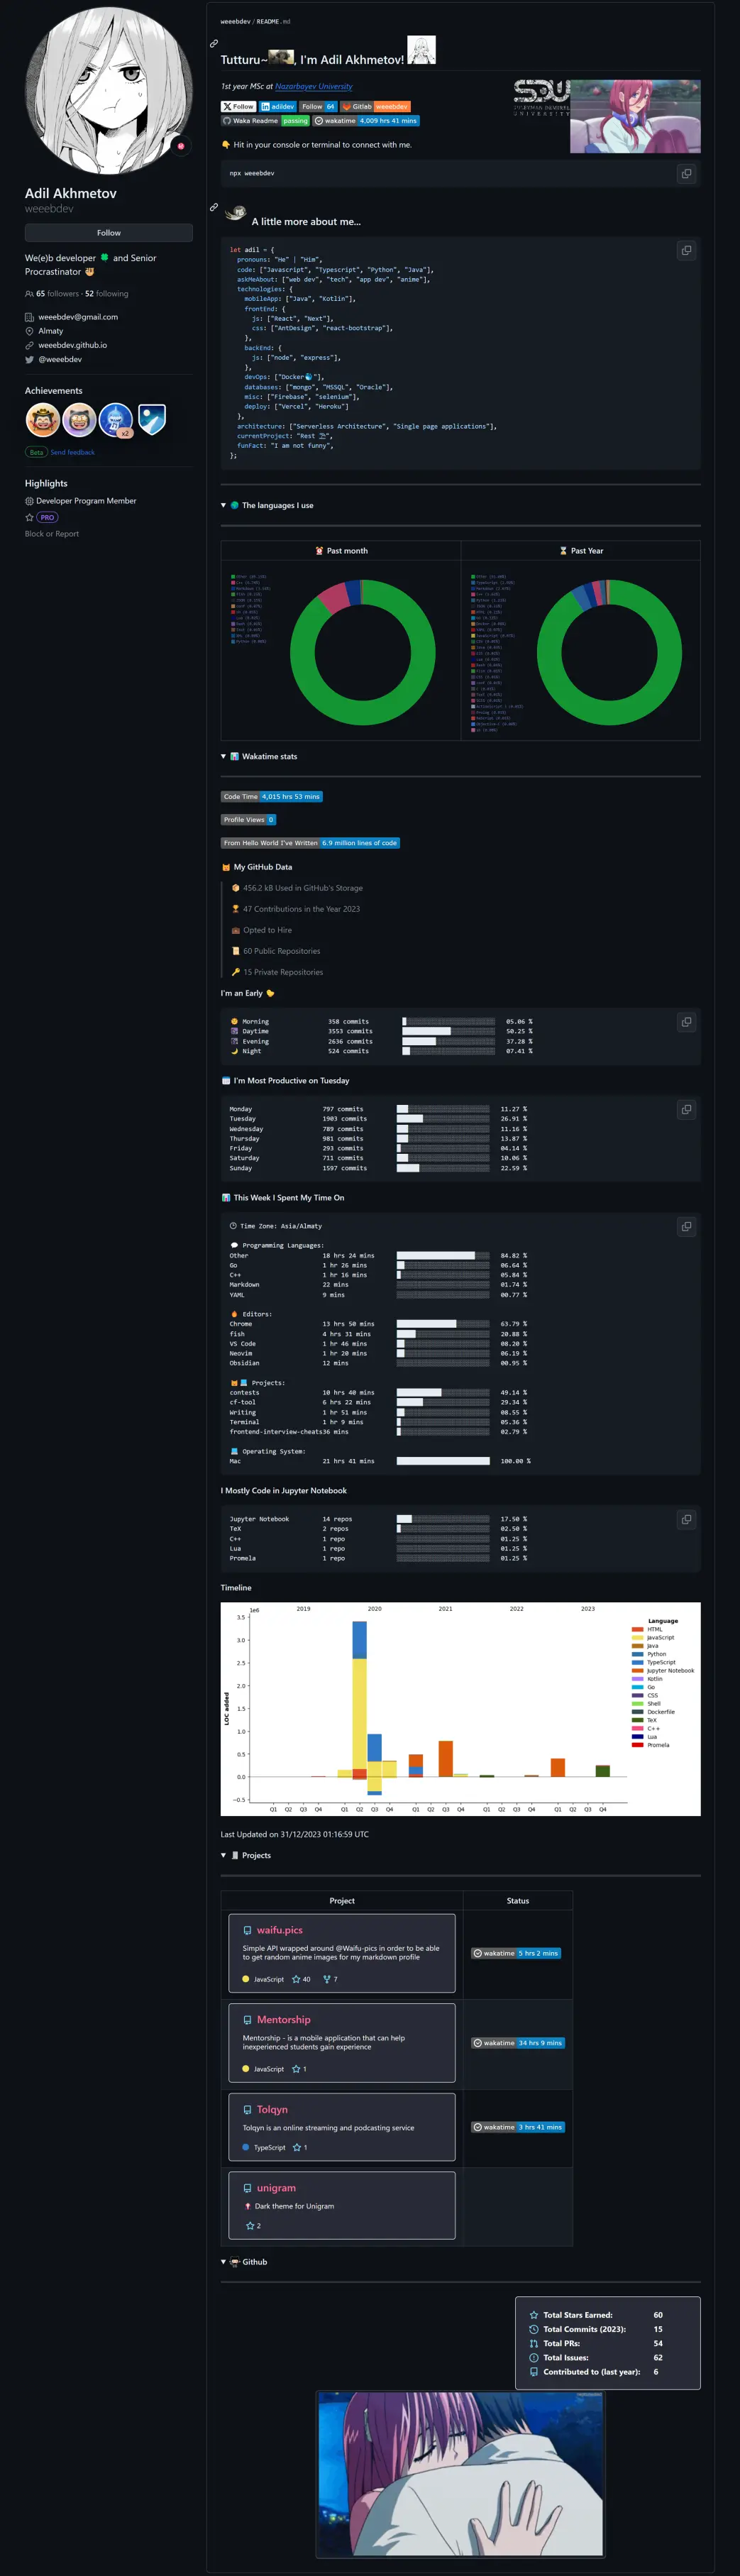 Adil Akhmetov
weeebdev
Follow
We(e)b developer 🍀 and Senior
Procrastinator
65 followers · 52 following
weeebdev@gmail.com
Almaty
weeebdev.github.io
@weeebdev
Achievements
x2
Beta Send feedback
Highlights
Developer Program Member
PRO
Block or Report
weeebdev / README.md
Tutturu~, I'm Adil Akhmetov!
1st year MSc at Nazarbayev University
SDU
UNIVERSITY
Follow adildev Follow 64 Gitlab weeebdev
Waka Readme passing wakatime 4,009 hrs 41 mins
👇 Hit in your console or terminal to connect with me.
npx weeebdev
A little more about me...
let adil = {
pronouns: "He" | "Him",
code: ["Javascript", "Typescript", "Python", "Java"],
askMeAbout: ["web dev", "tech", "app dev", "anime"],
technologies: {
mobileApp: ["Java", "Kotlin"],
frontEnd: {
js: ["React", "Next"],
css: ["AntDesign", "react-bootstrap"],
},
backEnd: {
js: ["node", "express"],
},
devOps: ["Docker🐳"],
databases: ["mongo", "MSSQL", "Oracle"],
misc: ["Firebase", "selenium"],
deploy: ["Vercel", "Heroku"]
},
architecture: ["Serverless Architecture", "Single page applications"],
currentProject: "Rest ⛱",
funFact: "I am not funny",
};
The languages I use
Past month
Past Year
Wakatime stats
Code Time 4,015 hrs 53 mins
Profile Views 0
From Hello World I've Written 6.9 million lines of code
🐱 My GitHub Data
📦 456.2 kB Used in GitHub's Storage
🏆 47 Contributions in the Year 2023
💼 Opted to Hire
📜 60 Public Repositories
🔑 15 Private Repositories
I'm an Early 🐤
🌞 Morning 358 commits 05.06 %
🌆 Daytime 3553 commits 50.25 %
🌃 Evening 2636 commits 37.28 %
🌙 Night 524 commits 07.41 %
📅 I'm Most Productive on Tuesday
Monday 797 commits 11.27 %
Tuesday 1903 commits 26.91 %
Wednesday 789 commits 11.16 %
Thursday 981 commits 13.87 %
Friday 293 commits 04.14 %
Saturday 711 commits 10.06 %
Sunday 1597 commits 22.59 %
📊 This Week I Spent My Time On
🕑 Time Zone: Asia/Almaty
💬 Programming Languages:
Other 18 hrs 24 mins 84.82 %
Go 1 hr 26 mins 06.64 %
C++ 1 hr 16 mins 05.84 %
Markdown 22 mins 01.74 %
YAML 9 mins 00.77 %
🔥 Editors:
Chrome 13 hrs 50 mins 63.79 %
fish 4 hrs 31 mins 20.88 %
VS Code 1 hr 46 mins 08.20 %
Neovim 1 hr 20 mins 06.19 %
Obsidian 12 mins 00.95 %
🐱‍💻 Projects:
contests 10 hrs 40 mins 49.14 %
cf-tool 6 hrs 22 mins 29.34 %
Writing 1 hr 51 mins 08.55 %
Terminal 1 hr 9 mins 05.36 %
frontend-interview-cheats36 mins 02.79 %
💻 Operating System:
Mac 21 hrs 41 mins 100.00 %
I Mostly Code in Jupyter Notebook
Jupyter Notebook 14 repos 17.50 %
TeX 2 repos 02.50 %
C++ 1 repo 01.25 %
Lua 1 repo 01.25 %
Promela 1 repo 01.25 %
Timeline
1e6 2019 2020 2021 2022 2023
3.5
3.0
2.5
2.0
1.5
1.0
0.5
0.0
−0.5
LOC added
Q1 Q2 Q3 Q4 Q1 Q2 Q3 Q4 Q1 Q2 Q3 Q4 Q1 Q2 Q3 Q4 Q1 Q2 Q3 Q4
Language
HTML
JavaScript
Java
Python
TypeScript
Jupyter Notebook
Kotlin
Go
CSS
Shell
Dockerfile
TeX
C++
Lua
Promela
Last Updated on 31/12/2023 01:16:59 UTC
Projects
Project Status
waifu.pics
Simple API wrapped around @Waifu-pics in order to be able
to get random anime images for my markdown profile
JavaScript 40 7
wakatime 5 hrs 2 mins
Mentorship
Mentorship - is a mobile application that can help
inexperienced students gain experience
JavaScript 1
wakatime 34 hrs 9 mins
Tolqyn
Tolqyn is an online streaming and podcasting service
TypeScript 1
wakatime 3 hrs 41 mins
unigram
Dark theme for Unigram
2
Github
Total Stars Earned: 60
Total Commits (2023): 15
Total PRs: 54
Total Issues: 62
Contributed to (last year): 6